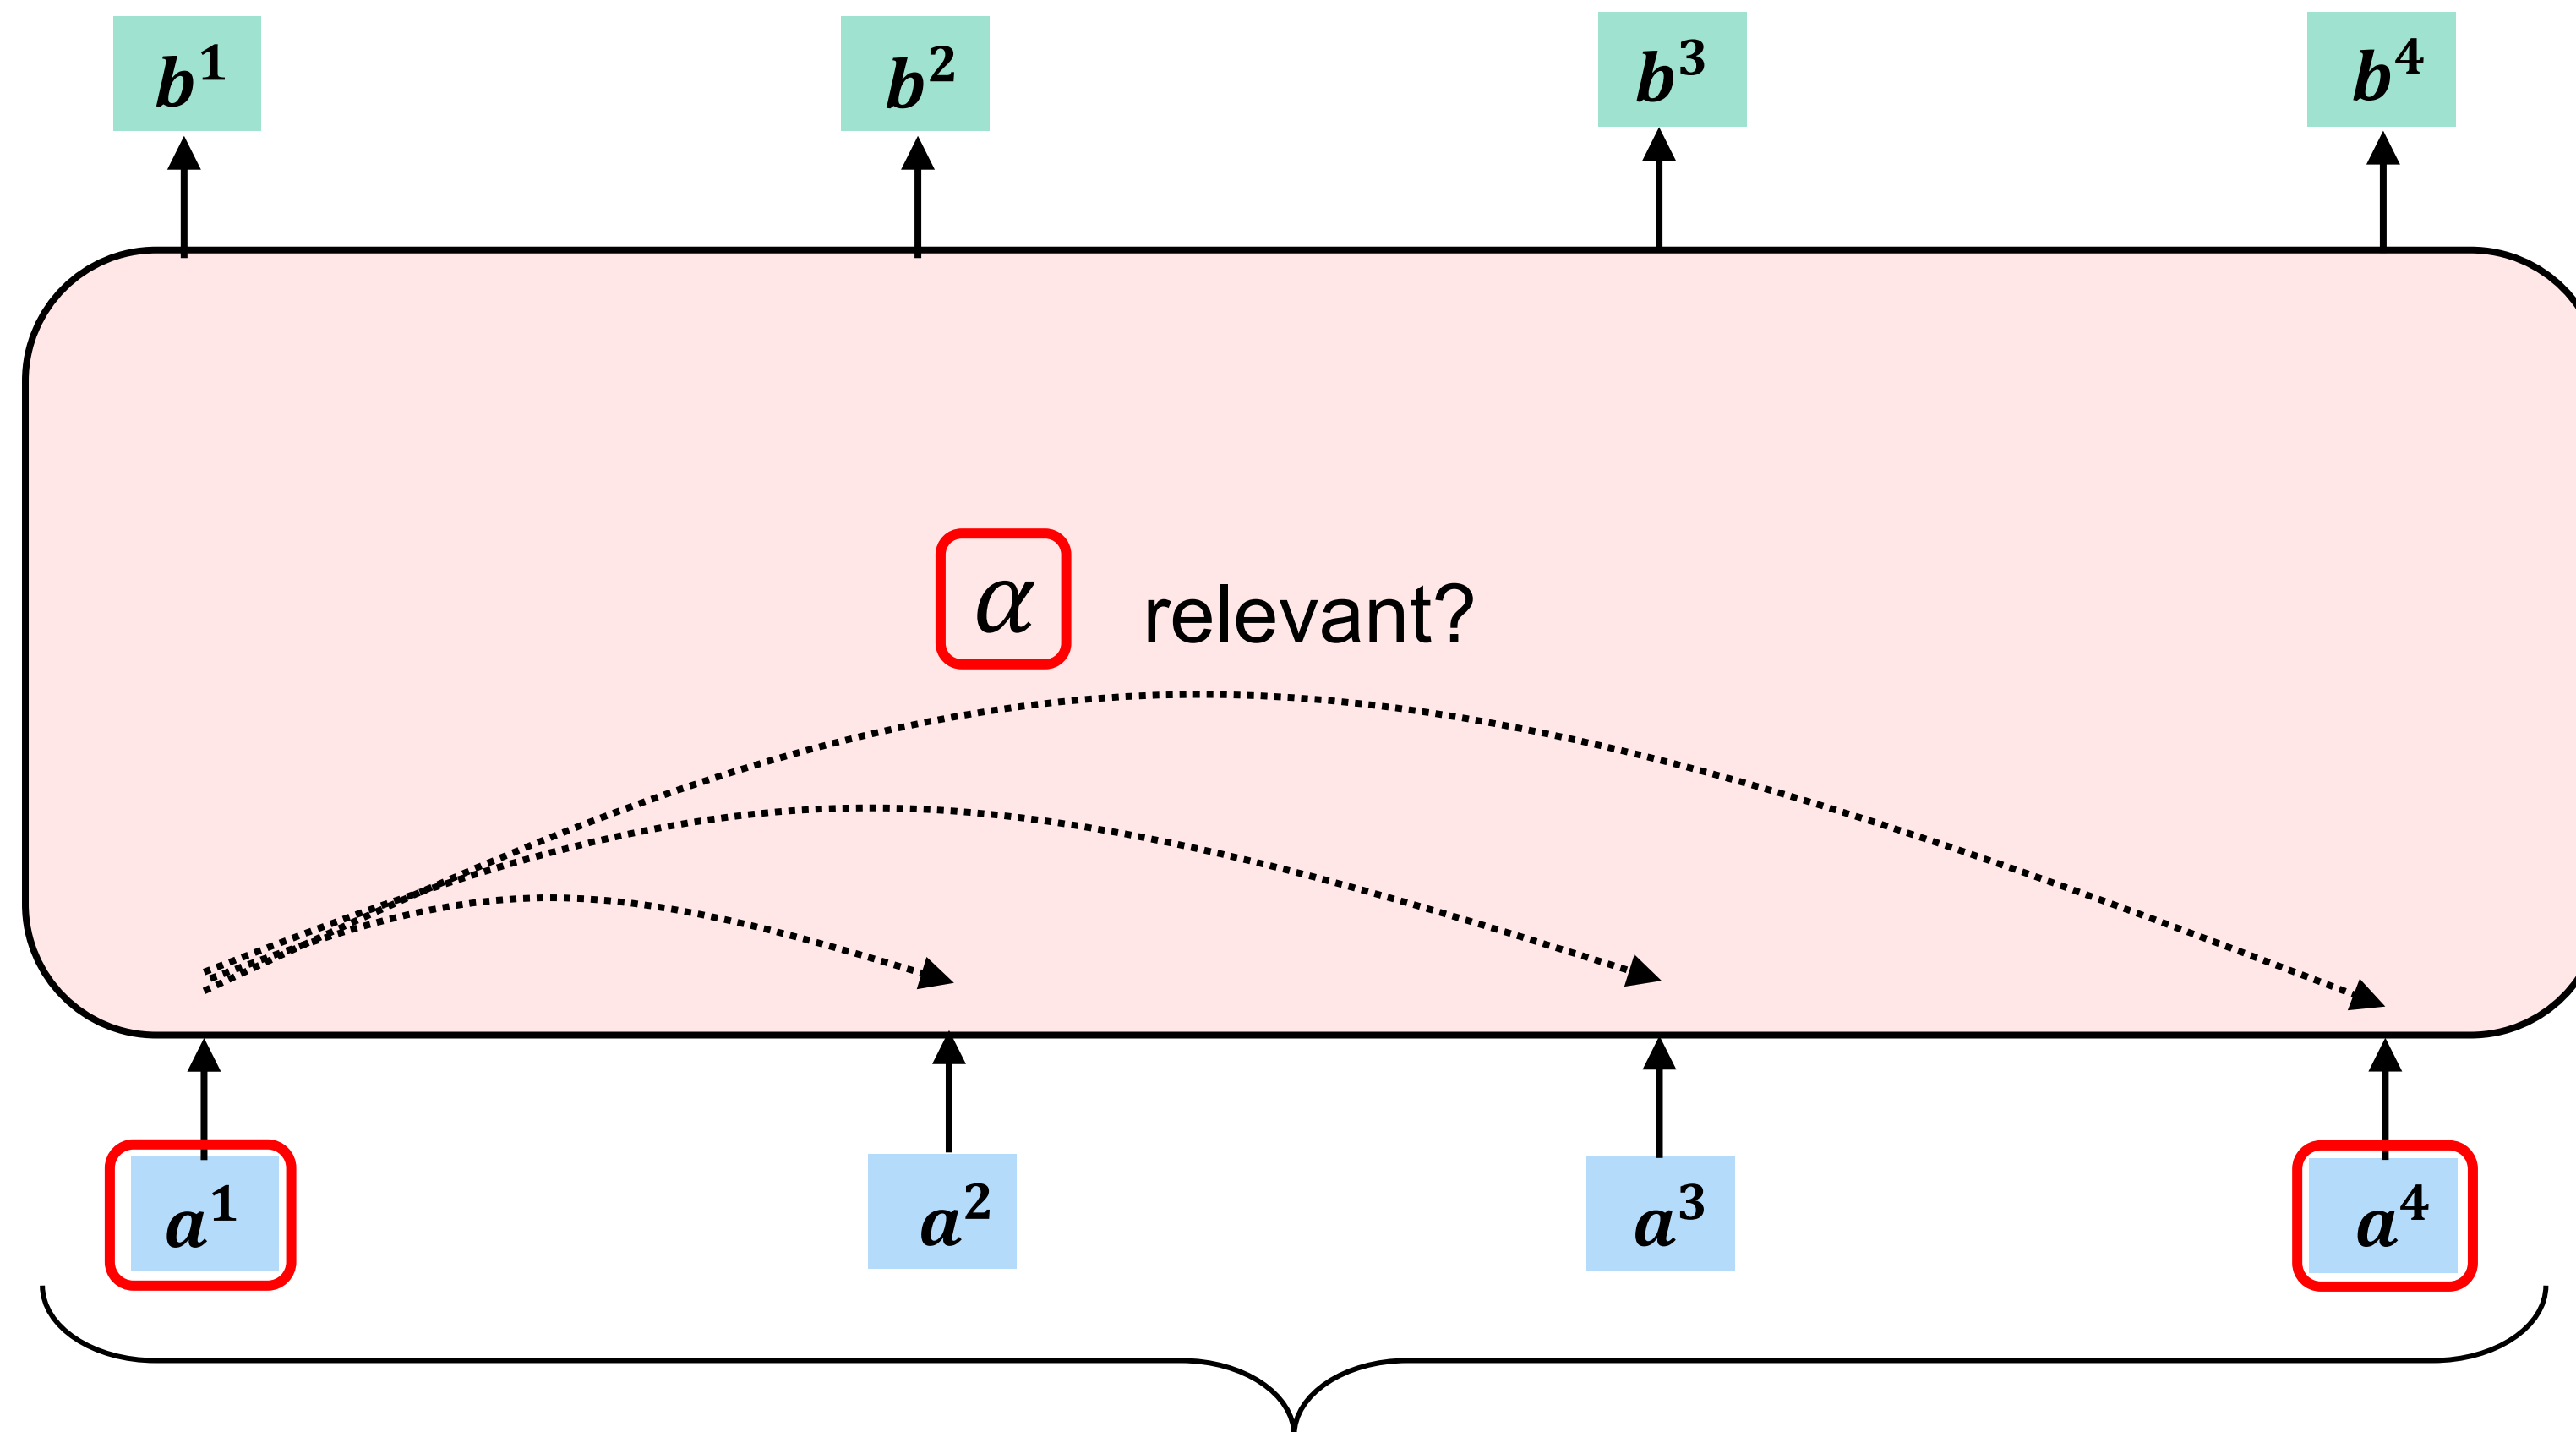 b¹ b² b³ b⁴
α relevant?
a¹ a² a³ a⁴